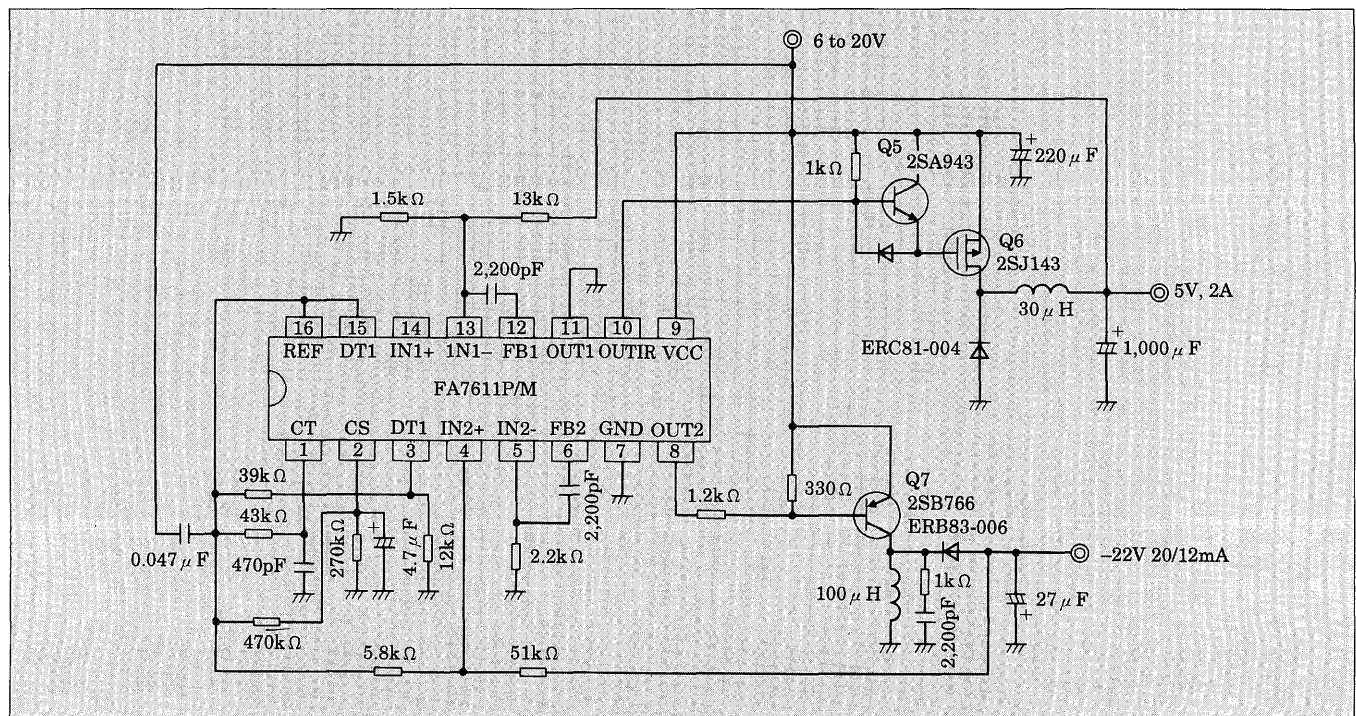 6 to 20V
Q5
2SA943
1kΩ
220μF
1.5kΩ
13kΩ
Q6
2SJ143
2,200pF
30μH
5V, 2A
16 15 14 13 12 11 10 9
REF DT1 IN1+ 1N1– FB1 OUT1 OUTIR VCC
ERC81-004
1,000μF
FA7611P/M
CT CS DT1 IN2+ IN2- FB2 GND OUT2
1 2 3 4 5 6 7 8
39kΩ
43kΩ
0.047μF
470pF
270kΩ
4.7μF
12kΩ
2,200pF
2.2kΩ
1.2kΩ
330Ω
Q7
2SB766
ERB83-006
–22V 20/12mA
100μH
1kΩ
2,200pF
27μF
470kΩ
5.8kΩ
51kΩ